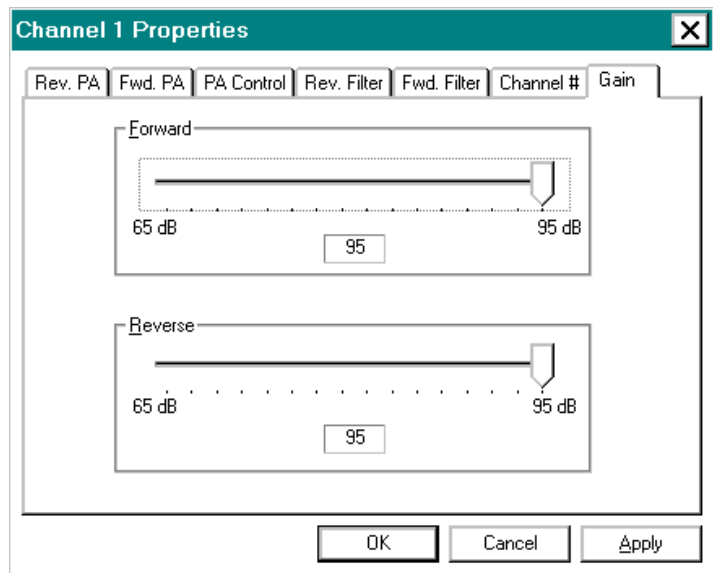 Channel 1 Properties
Rev. PA Fwd. PA PA Control Rev. Filter Fwd. Filter Channel # Gain
Forward
65 dB 95 dB
95
Reverse
65 dB 95 dB
95
OK Cancel Apply